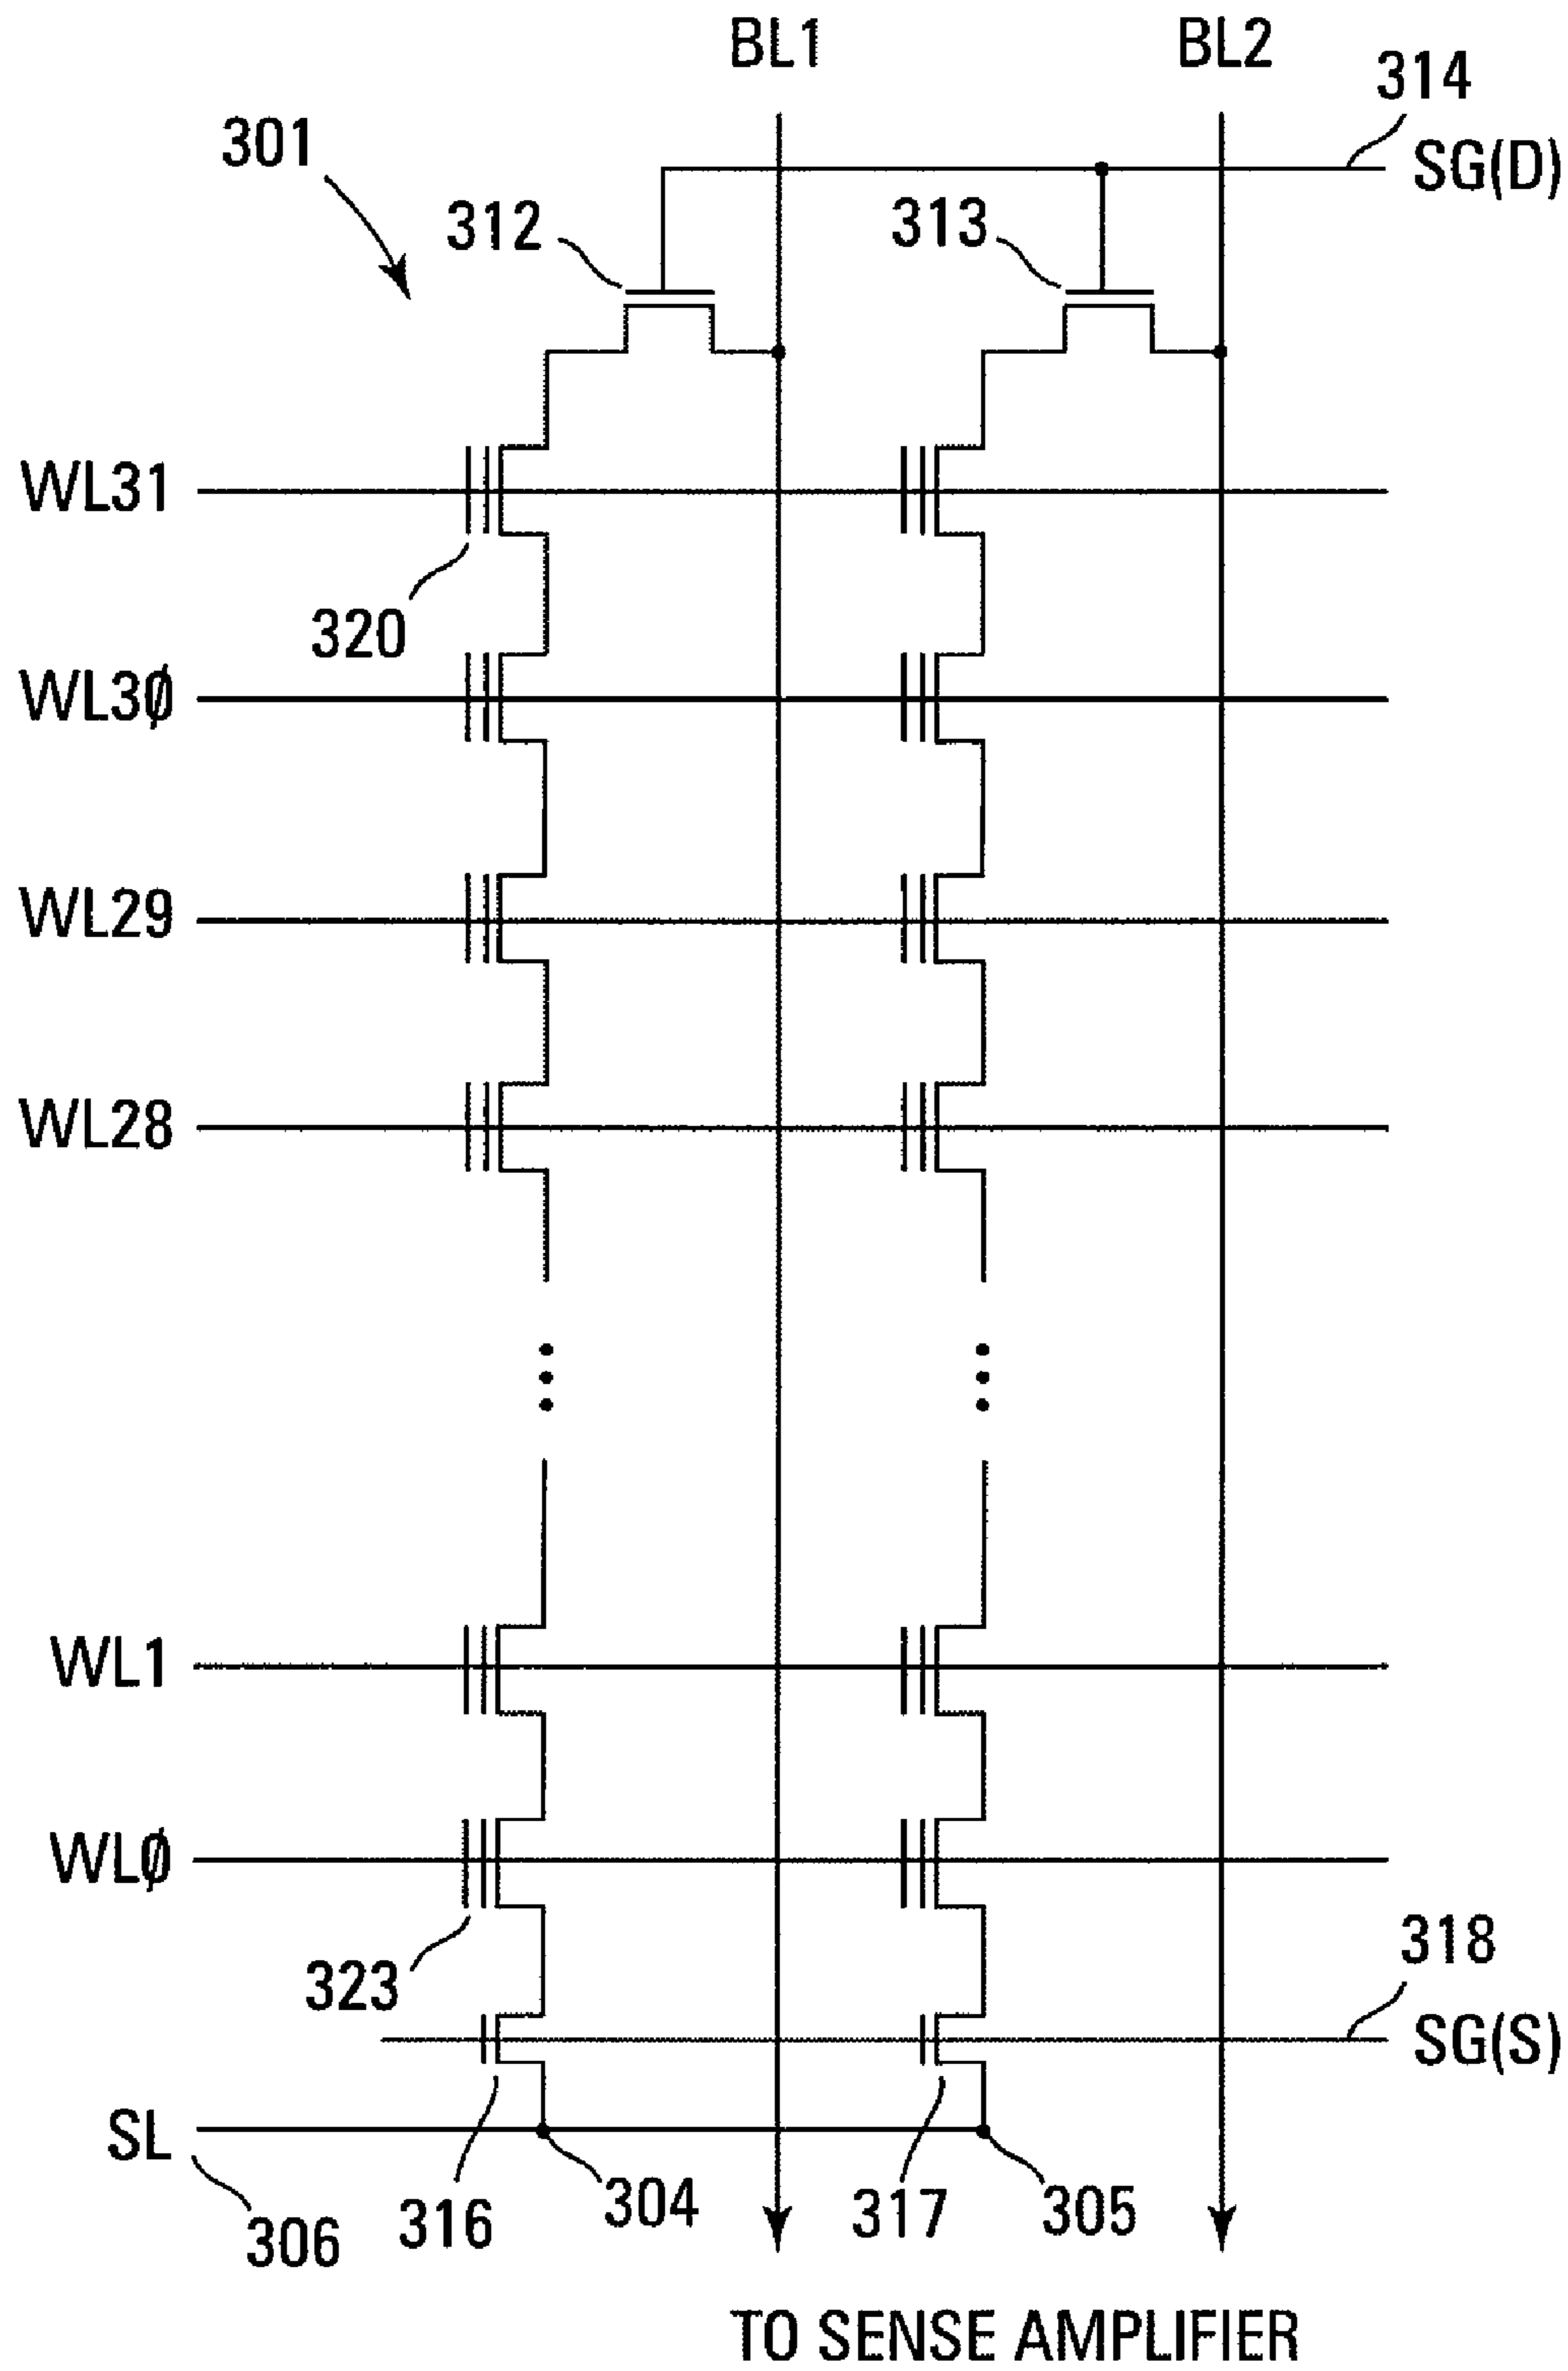 BL1
BL2
314
SG(D)
301
312
313
WL31
320
WL3Ø
WL29
WL28
WL1
WLØ
323
318
SG(S)
SL
306
316
304
317
305
TO SENSE AMPLIFIER